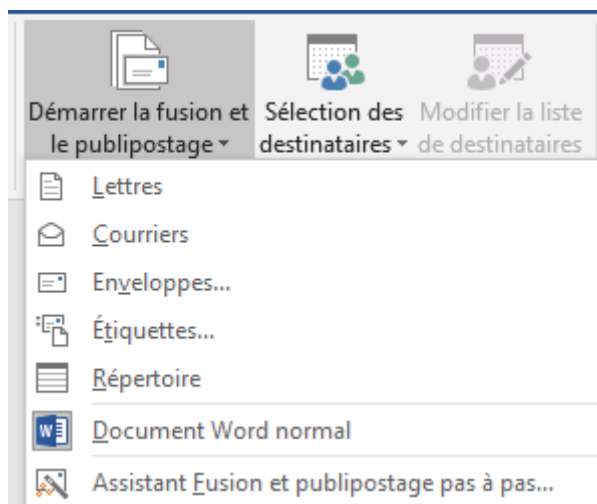 Démarrer la fusion et Sélection des Modifier la liste
le publipostage destinataires de destinataires
Lettres
Courriers
Enveloppes...
Étiquettes...
Répertoire
Document Word normal
Assistant Fusion et publipostage pas à pas...